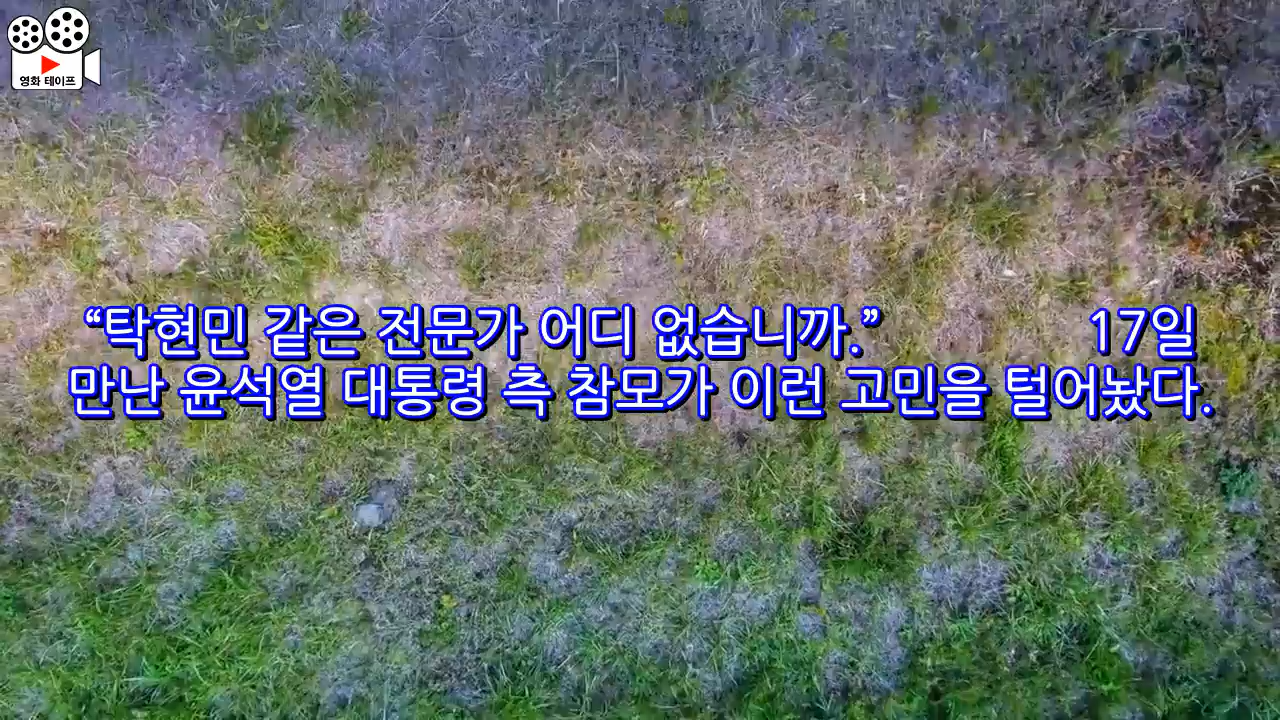 영화 테이프
“탁현민 같은 전문가 어디 없습니까.” 17일
만난 윤석열 대통령 측 참모가 이런 고민을 털어놨다.